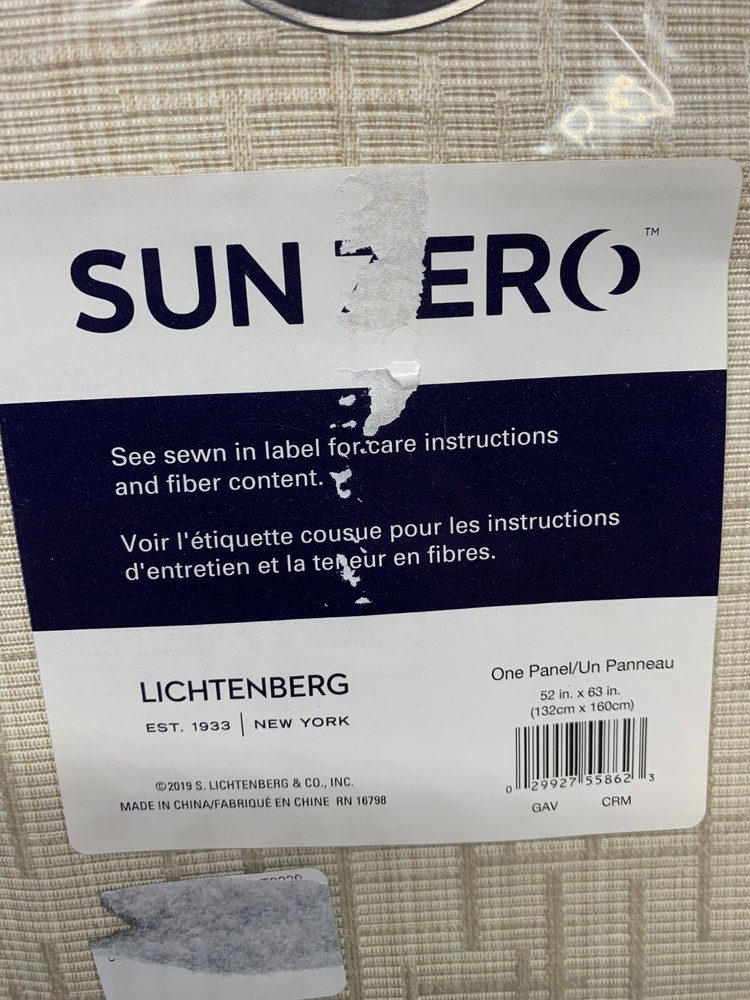 SUN ZERO™
See sewn in label for care instructions
and fiber content.
Voir l'étiquette cousue pour les instructions
d'entretien et la teneur en fibres.
LICHTENBERG
EST. 1933 | NEW YORK
©2019 S. LICHTENBERG & CO., INC.
MADE IN CHINA/FABRIQUÉ EN CHINE RN 16798
One Panel/Un Panneau
52 in. x 63 in.
(132cm x 160cm)
0 29927 55862 3
GAV CRM